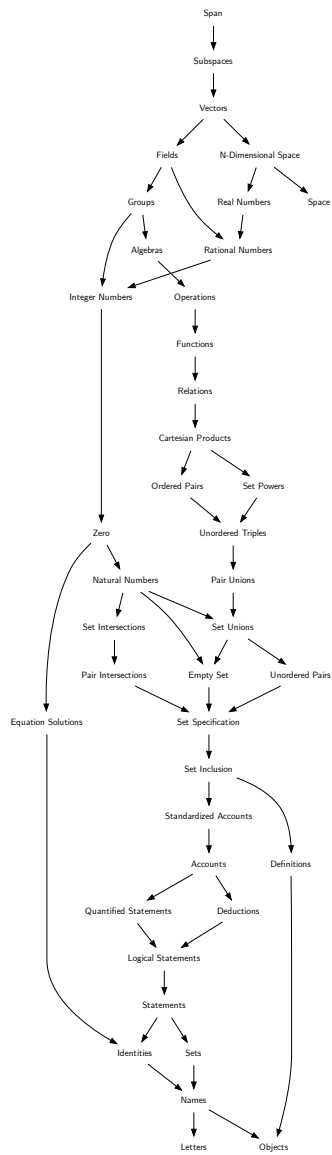 Span
Subspaces
Vectors
Fields
N-Dimensional Space
Groups
Real Numbers
Space
Algebras
Rational Numbers
Integer Numbers
Operations
Functions
Relations
Cartesian Products
Ordered Pairs
Set Powers
Zero
Unordered Triples
Natural Numbers
Pair Unions
Set Intersections
Set Unions
Pair Intersections
Empty Set
Unordered Pairs
Equation Solutions
Set Specification
Set Inclusion
Standardized Accounts
Accounts
Definitions
Quantified Statements
Deductions
Logical Statements
Statements
Identities
Sets
Names
Letters
Objects